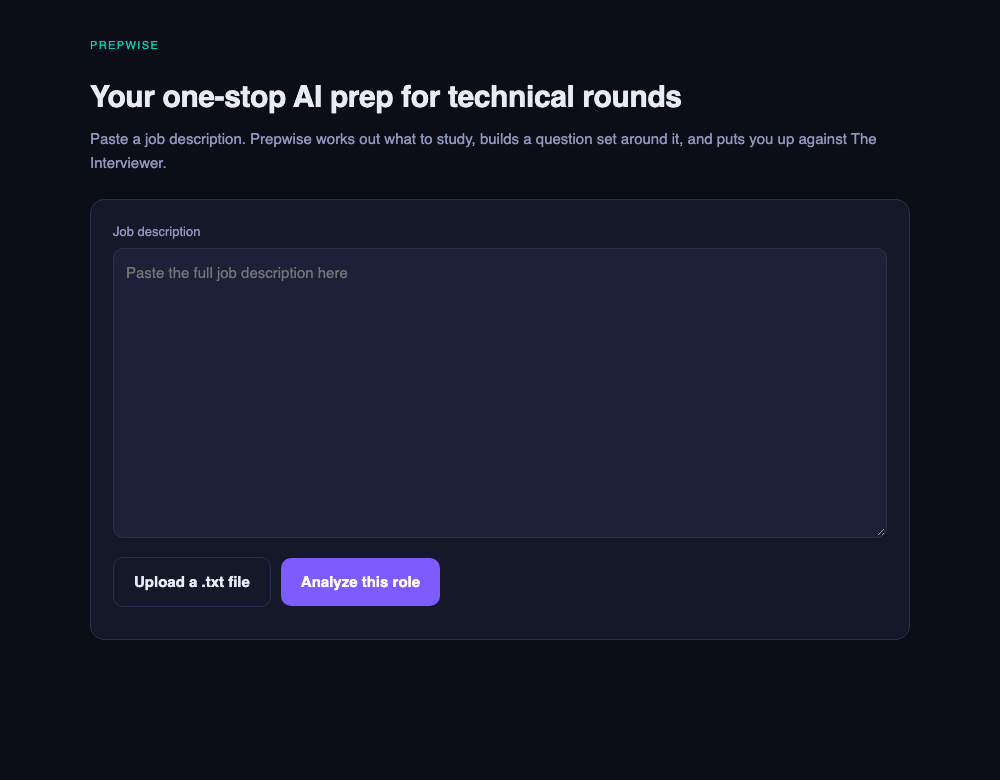 PREPWISE
Your one-stop AI prep for technical rounds
Paste a job description. Prepwise works out what to study, builds a question set around it, and puts you up against The
Interviewer.
Job description
Paste the full job description here
Upload a .txt file
Analyze this role